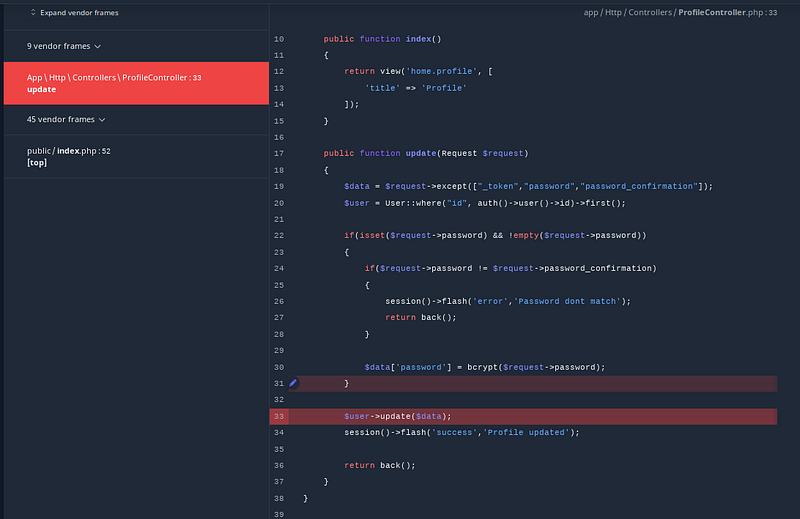 Expand vendor frames
9 vendor frames
App \ Http \ Controllers \ ProfileController : 33
update
45 vendor frames
public / index.php : 52
[top]
app / Http / Controllers / ProfileController.php : 33
10 public function index()
11 {
12 return view('home.profile', [
13 'title' => 'Profile'
14 ]);
15 }
16
17 public function update(Request $request)
18 {
19 $data = $request->except(["_token","password","password_confirmation"]);
20 $user = User::where("id", auth()->user()->id)->first();
21
22 if(isset($request->password) && !empty($request->password))
23 {
24 if($request->password != $request->password_confirmation)
25 {
26 session()->flash('error','Password dont match');
27 return back();
28 }
29
30 $data['password'] = bcrypt($request->password);
31 }
32
33 $user->update($data);
34 session()->flash('success','Profile updated');
35
36 return back();
37 }
38 }
39